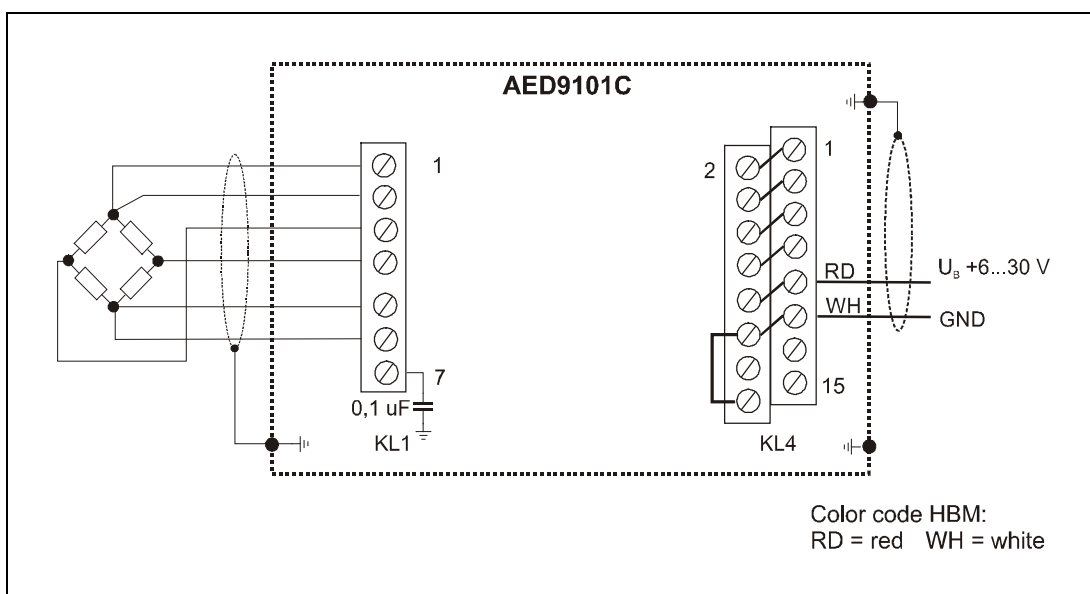 AED9101C
1
2
1
RD
U_B +6...30 V
WH
GND
7
15
0,1 uF
KL1
KL4
Color code HBM:
RD = red WH = white